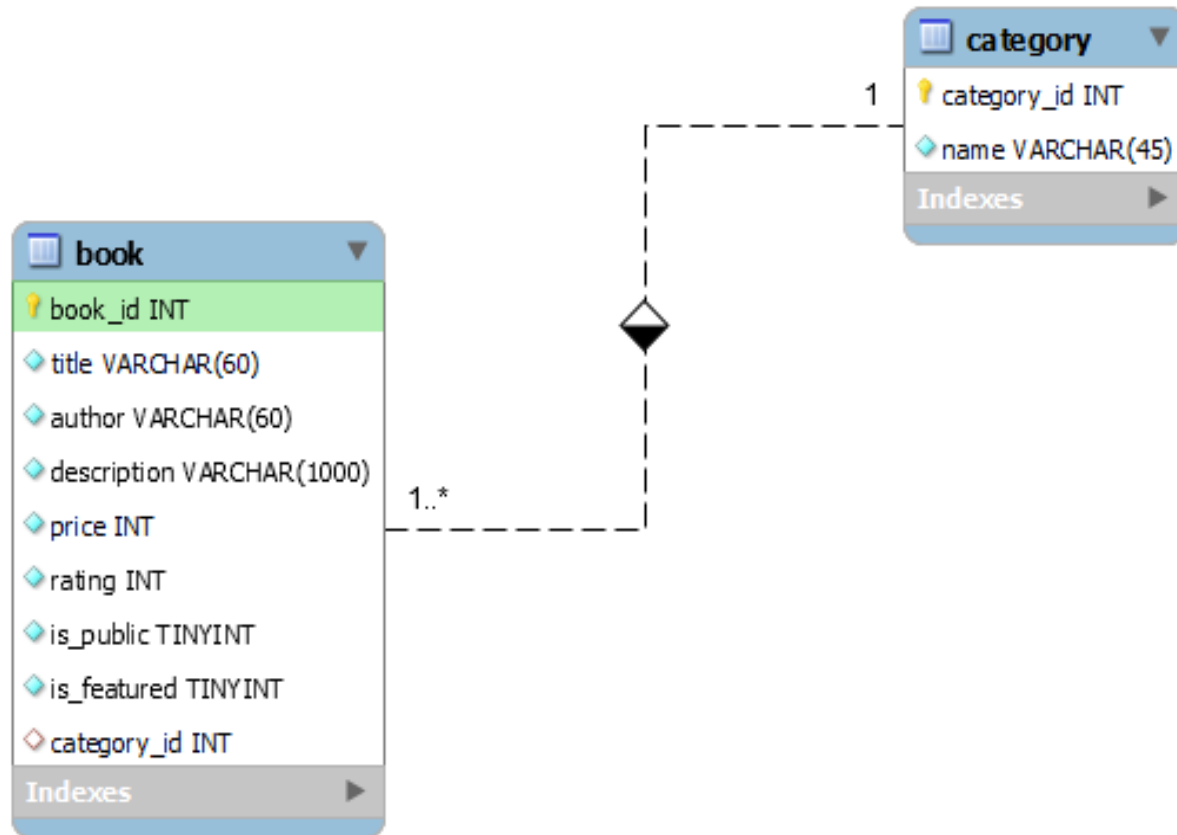 category
category_id INT
name VARCHAR(45)
Indexes
1
book
book_id INT
title VARCHAR(60)
author VARCHAR(60)
description VARCHAR(1000)
price INT
rating INT
is_public TINYINT
is_featured TINYINT
category_id INT
Indexes
1..*